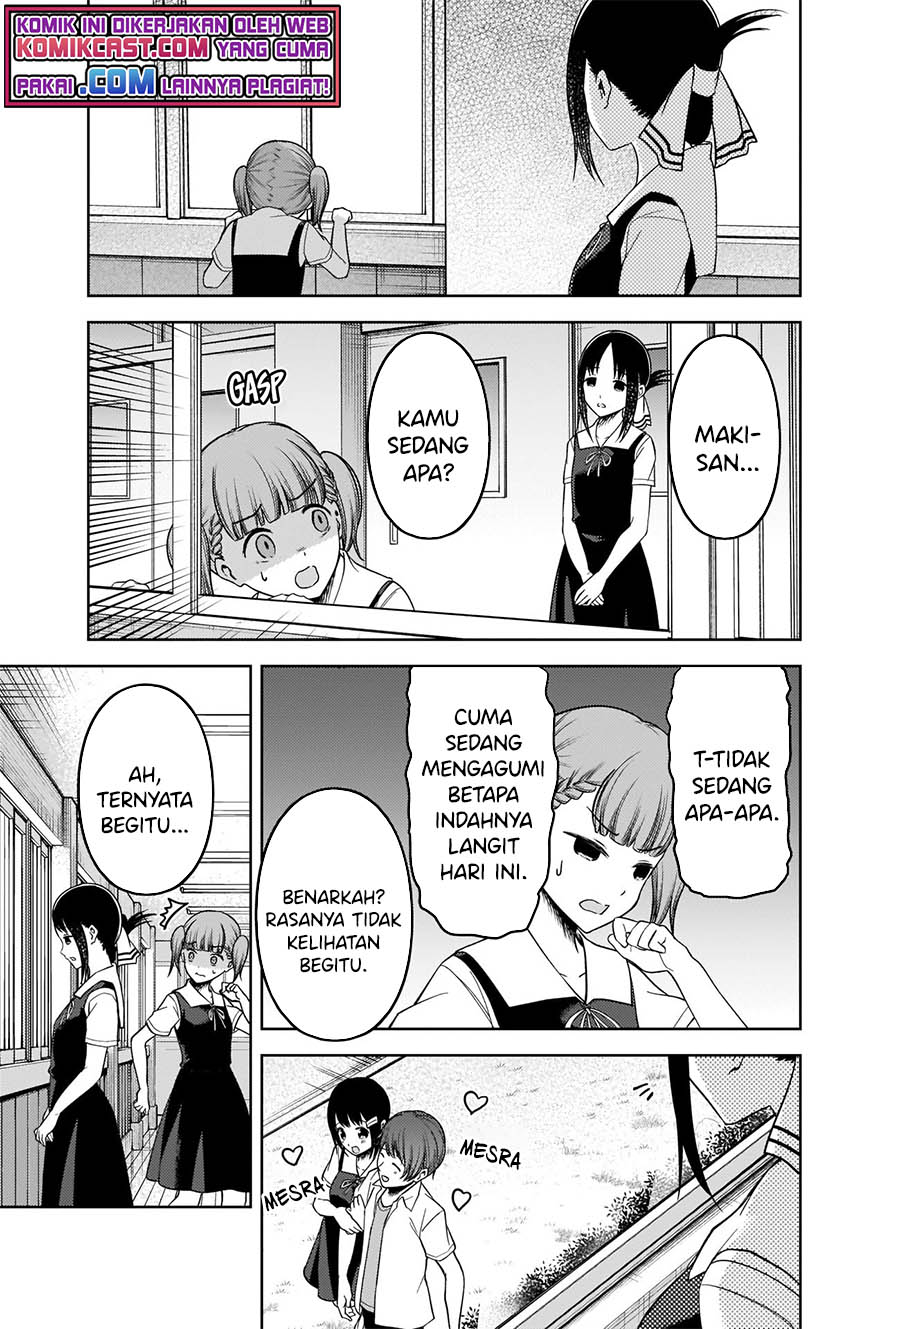 KOMIK INI DIKERJAKAN OLEH WEB
KOMIKCAST.COM YANG CUMA
PAKAI .COM LAINNYA PLAGIAT!
MAKI-
SAN...
KAMU
SEDANG
APA?
GASP
T-TIDAK
SEDANG
APA-APA.
CUMA
SEDANG
MENGAGUMI
BETAPA
INDAHNYA
LANGIT
HARI INI.
BENARKAH?
RASANYA TIDAK
KELIHATAN
BEGITU.
AH,
TERNYATA
BEGITU...
MESRA
MESRA